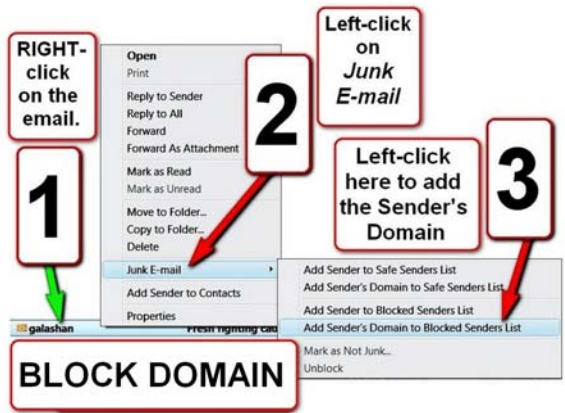 RIGHT-
click
on the
email.
1
Open
Print
Reply to Sender
Reply to All
Forward
Forward As Attachment
Mark as Read
Mark as Unread
Move to Folder...
Copy to Folder...
Delete
Junk E-mail
Add Sender to Contacts
Properties
2
Left-click
on
Junk
E-mail
Left-click
here to add
the Sender's
Domain
3
Add Sender to Safe Senders List
Add Sender's Domain to Safe Senders List
Add Sender to Blocked Senders List
Add Sender's Domain to Blocked Senders List
Mark as Not Junk...
Unblock
galashan
Fresh fighting
BLOCK DOMAIN